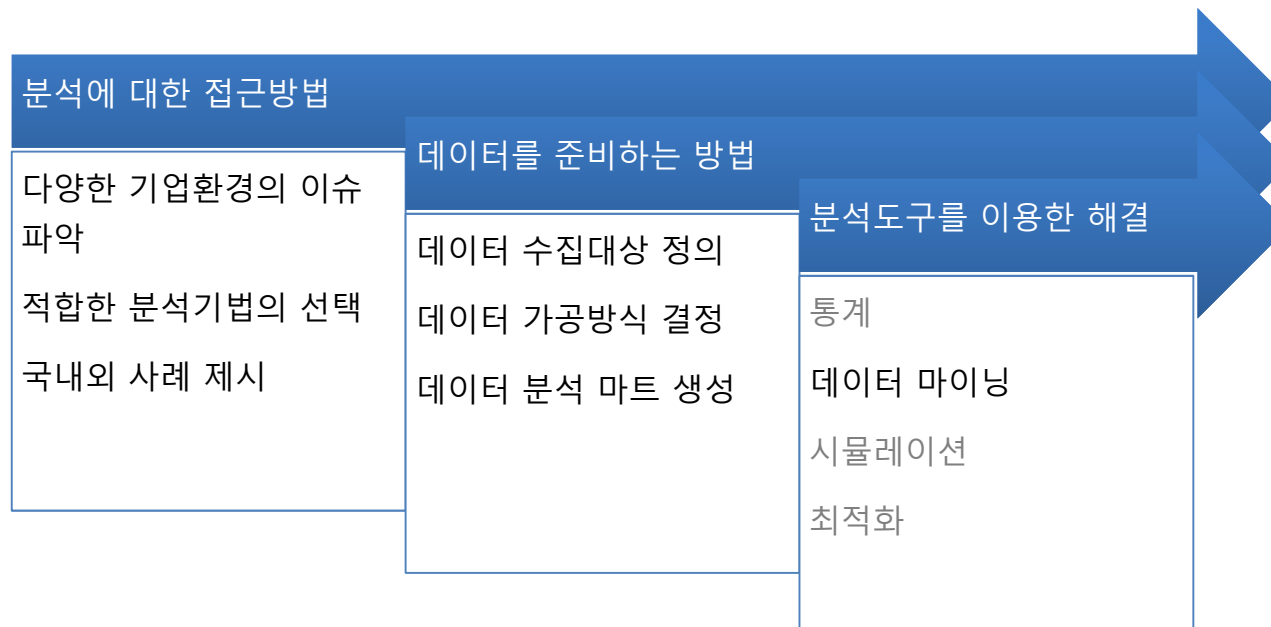 분석에 대한 접근방법
다양한 기업환경의 이슈
파악
적합한 분석기법의 선택
국내외 사례 제시
데이터를 준비하는 방법
데이터 수집대상 정의
데이터 가공방식 결정
데이터 분석 마트 생성
분석도구를 이용한 해결
통계
데이터 마이닝
시뮬레이션
최적화